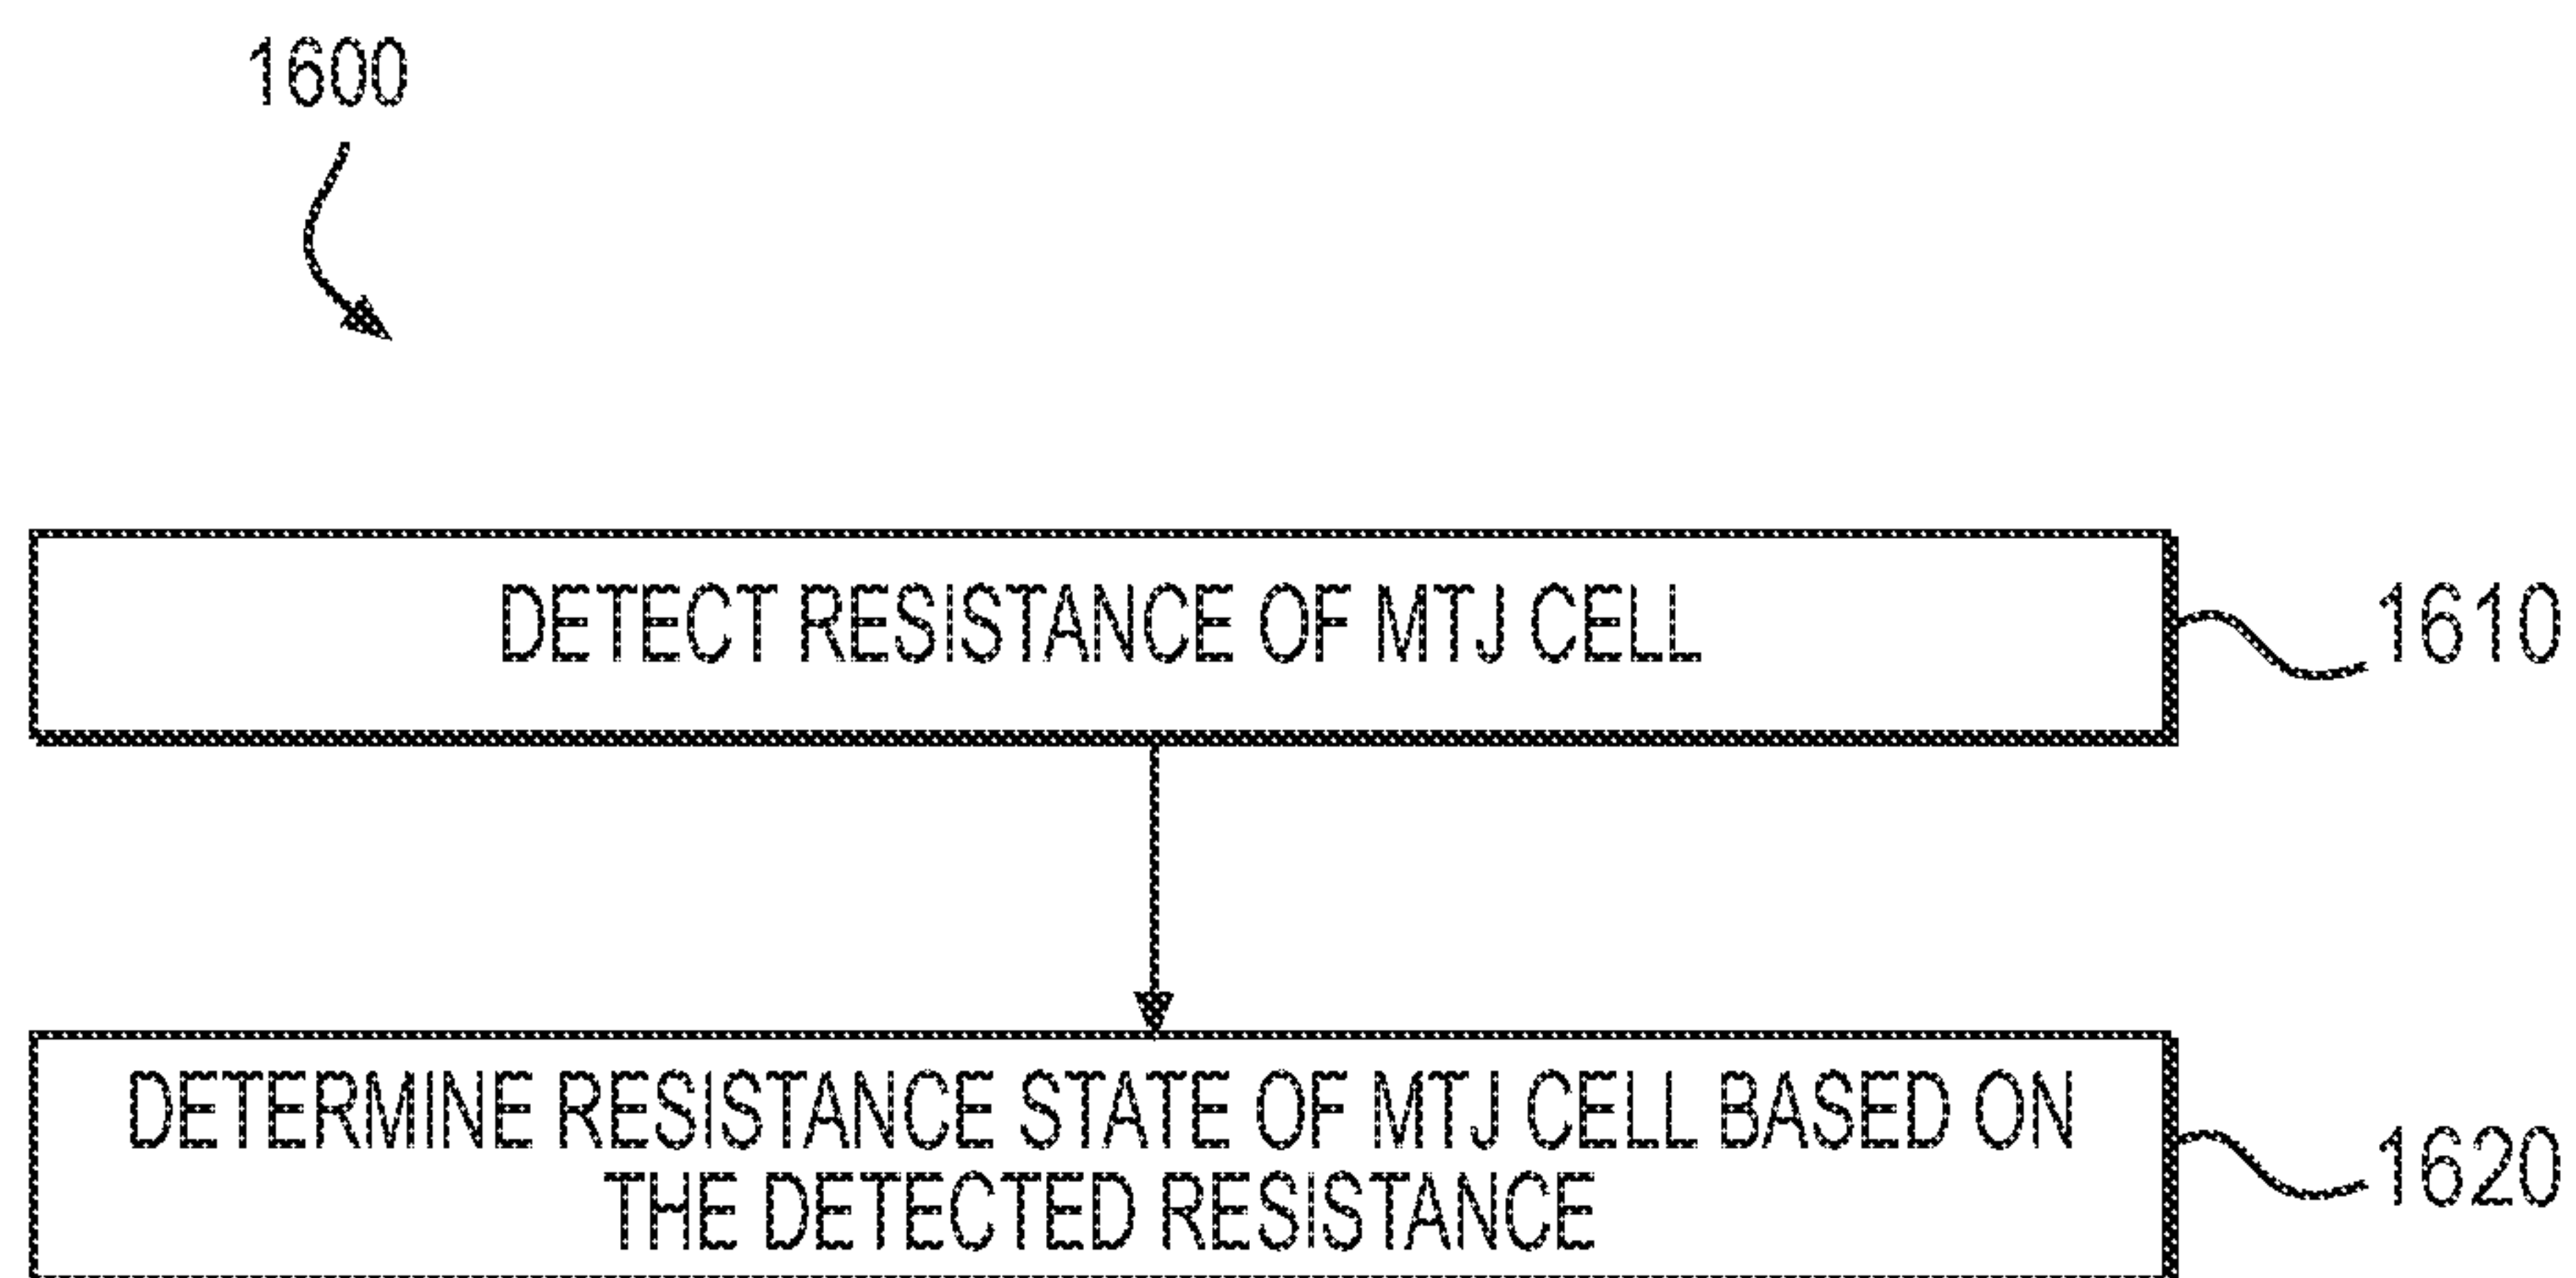 1600
DETECT RESISTANCE OF MTJ CELL
1610
DETERMINE RESISTANCE STATE OF MTJ CELL BASED ON
THE DETECTED RESISTANCE
1620